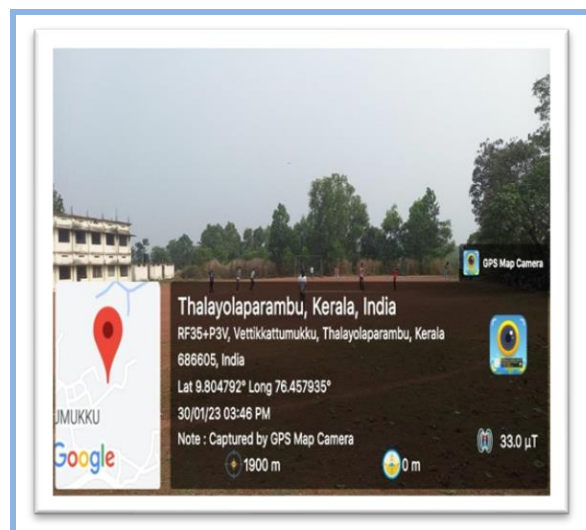 GPS Map Camera
Thalayolaparambu, Kerala, India
RF35+P3V, Vettikkattumukku, Thalayolaparambu, Kerala
686605, India
Lat 9.804792° Long 76.457935°
30/01/23 03:46 PM
Note : Captured by GPS Map Camera
1900 m
0 m
33.0 µT
UMUKKU
Google